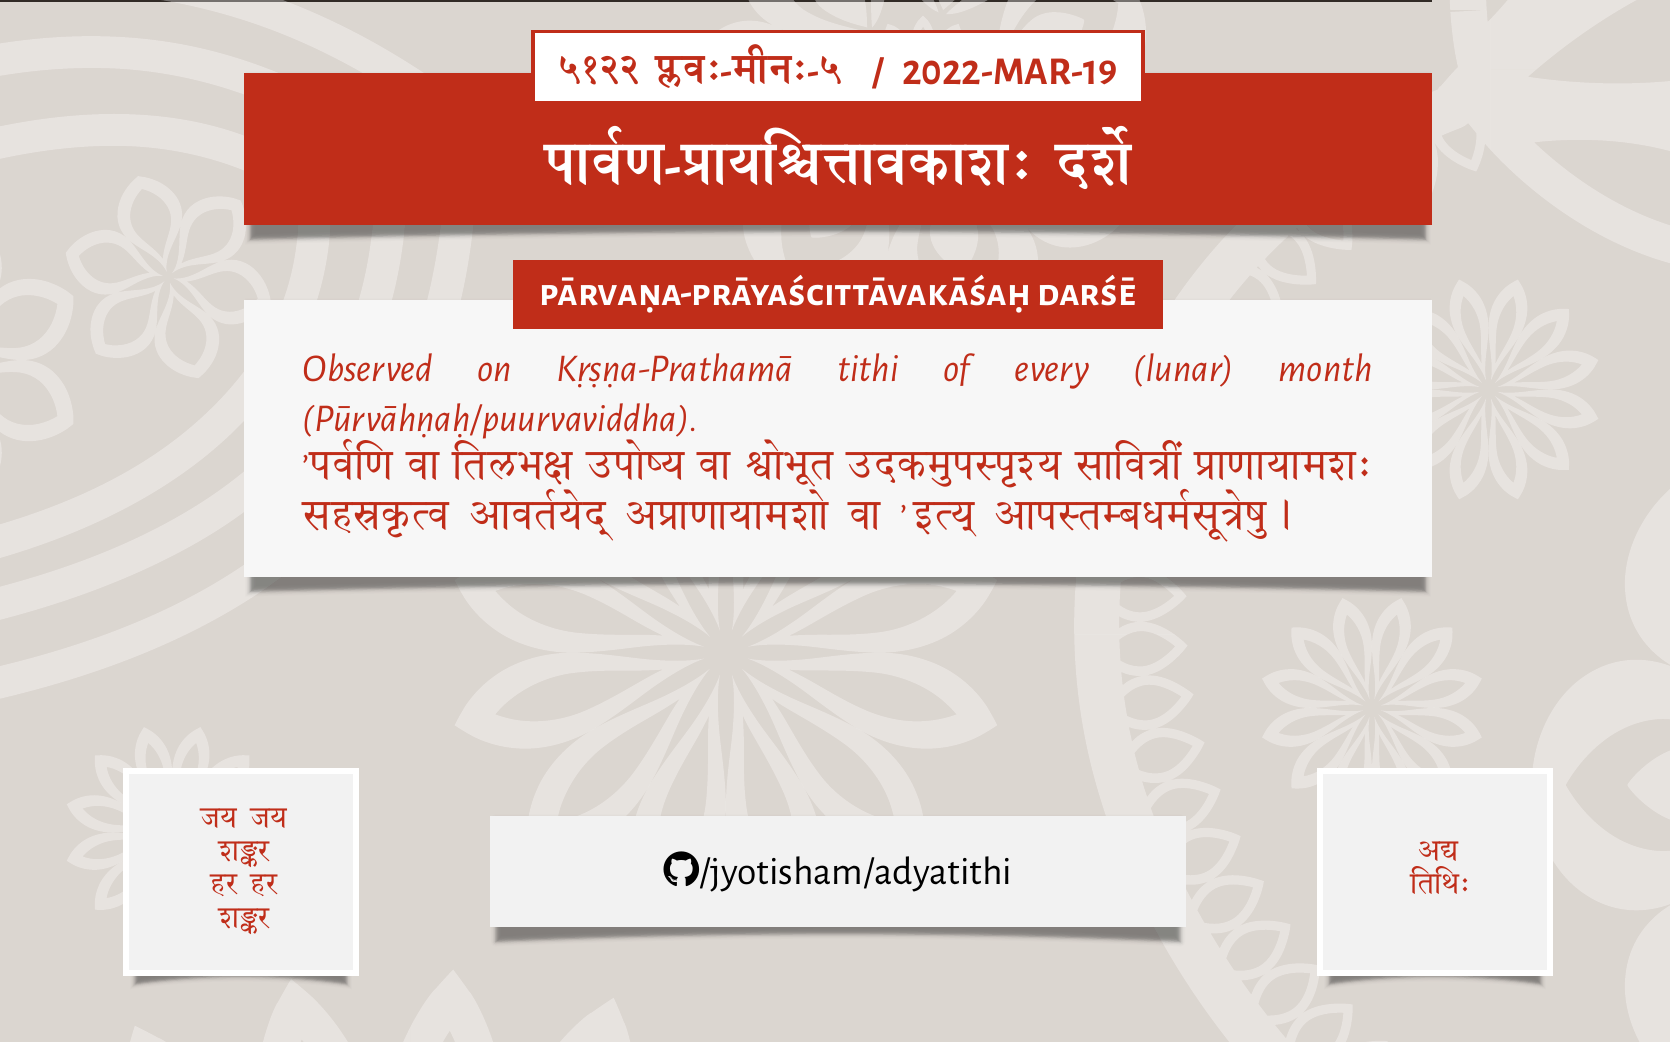 ५१२२ प्लवः-मीनः-५ / 2022-MAR-19
पार्वण-प्रायश्चित्तावकाशः दर्शे
PĀRVAṆA-PRĀYAŚCITTĀVAKĀŚAḤ DARŚĒ
Observed on Kṛṣṇa-Prathamā tithi of every (lunar) month
(Pūrvāhṇaḥ/puurvaviddha).
’पर्वणि वा तिलभक्ष उपोष्य वा श्वोभूत उदकमुपस्पृश्य सावित्रीं प्राणायामशः
सहस्रकृत्व आवर्तयेद् अप्राणायामशो वा ’इत्य् आपस्तम्बधर्मसूत्रेषु ।
जय जय
शङ्कर
हर हर
शङ्कर
/jyotisham/adyatithi
अद्य
तिथिः